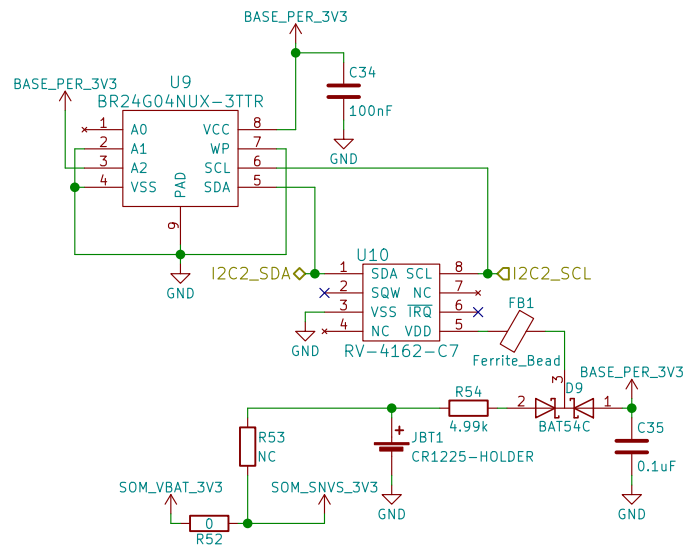 BASE_PER_3V3
U9
BASE_PER_3V3
BR24G04NUX-3TTR
C34
100nF
GND
1 A0 VCC 8
2 A1 WP 7
3 A2 SCL 6
4 VSS SDA 5
PAD
9
GND
U10
I2C2_SDA
I2C2_SCL
1 SDA SCL 8
2 SQW NC 7
3 VSS IRQ 6
4 NC VDD 5
GND
RV-4162-C7
FB1
Ferrite_Bead
3
D9
BASE_PER_3V3
R54
4.99k
2
1
BAT54C
C35
0.1uF
GND
R53
NC
+
JBT1
CR1225-HOLDER
GND
SOM_VBAT_3V3
SOM_SNVS_3V3
0
R52